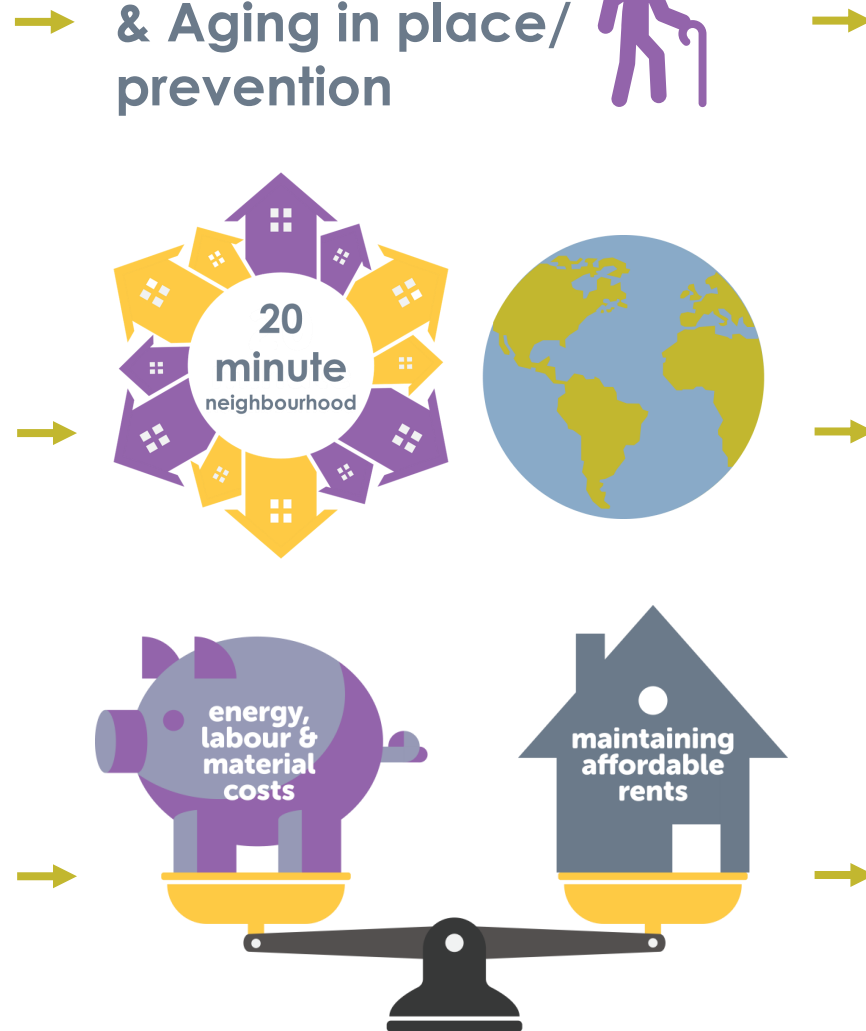 & Aging in place/
prevention
20
minute
neighbourhood
energy,
labour &
material
costs
maintaining
affordable
rents